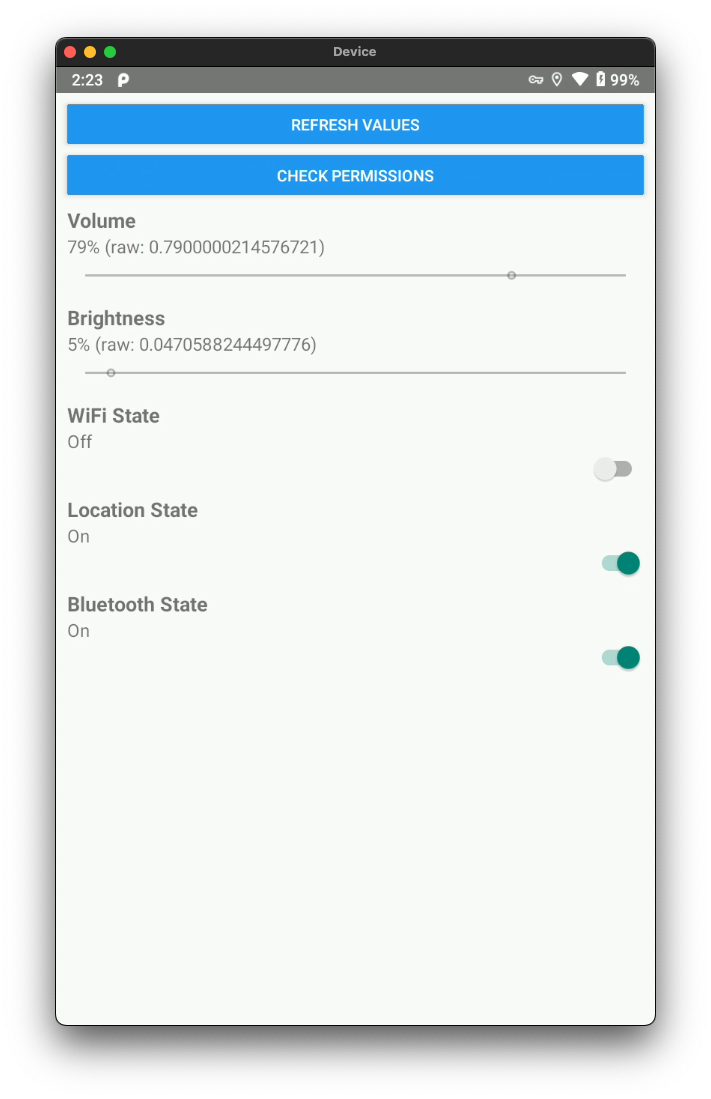 Device
2:23 99%
REFRESH VALUES
CHECK PERMISSIONS
Volume
79% (raw: 0.7900000214576721)
Brightness
5% (raw: 0.0470588244497776)
WiFi State
Off
Location State
On
Bluetooth State
On